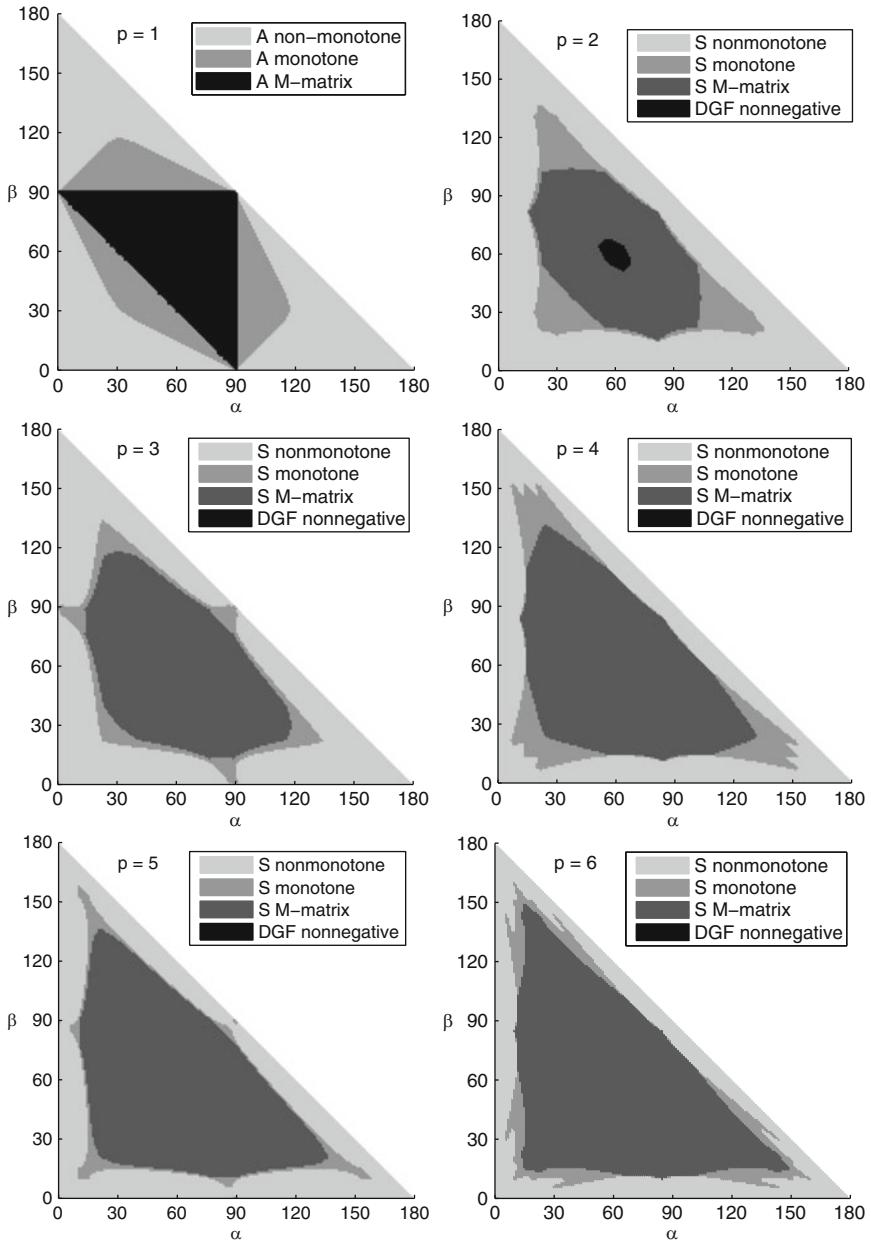 p = 1
A non-monotone
A monotone
A M-matrix
180
150
120
90
60
30
0
β
0 30 60 90 120 150 180
α
p = 2
S nonmonotone
S monotone
S M-matrix
DGF nonnegative
180
150
120
90
60
30
0
β
0 30 60 90 120 150 180
α
p = 3
S nonmonotone
S monotone
S M-matrix
DGF nonnegative
180
150
120
90
60
30
0
β
0 30 60 90 120 150 180
α
p = 4
S nonmonotone
S monotone
S M-matrix
DGF nonnegative
180
150
120
90
60
30
0
β
0 30 60 90 120 150 180
α
p = 5
S nonmonotone
S monotone
S M-matrix
DGF nonnegative
180
150
120
90
60
30
0
β
0 30 60 90 120 150 180
α
p = 6
S nonmonotone
S monotone
S M-matrix
DGF nonnegative
180
150
120
90
60
30
0
β
0 30 60 90 120 150 180
α